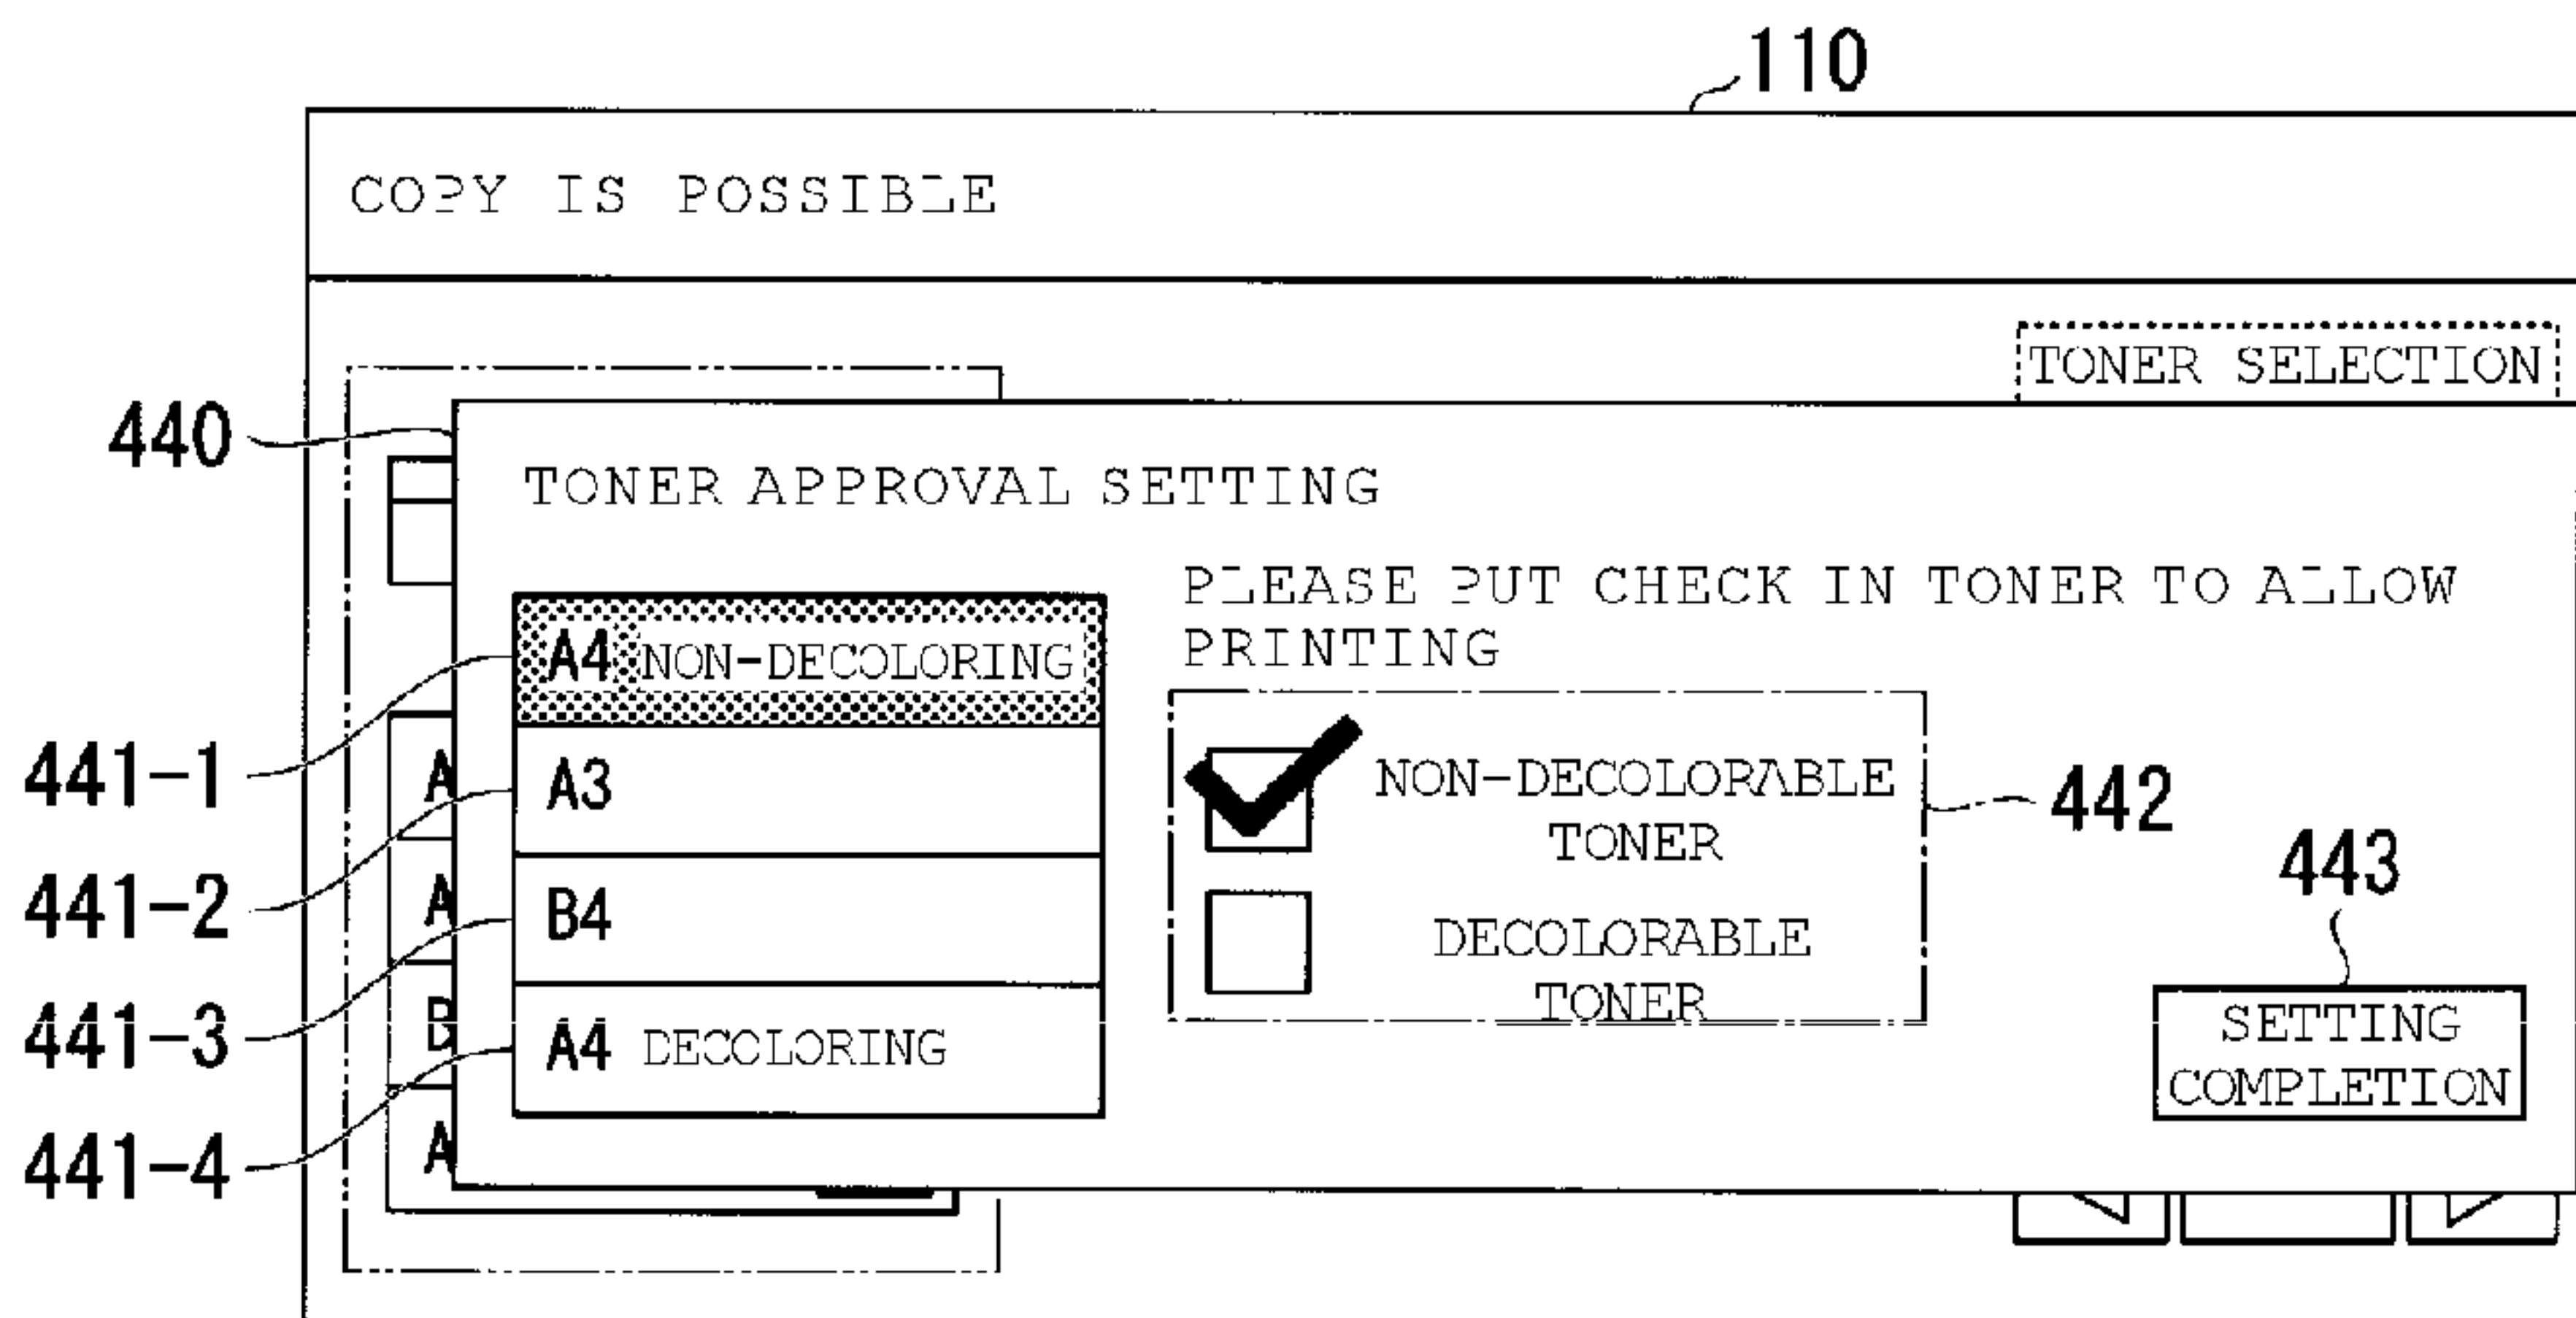 110
COPY IS POSSIBLE
TONER SELECTION
440
TONER APPROVAL SETTING
PLEASE PUT CHECK IN TONER TO ALLOW
PRINTING
A4 NON-DECOLORING
441-1
A
A3
NON-DECOLORABLE
TONER
442
441-2
A
B4
DECOLORABLE
TONER
443
441-3
B
A4 DECOLORING
SETTING
COMPLETION
441-4
A